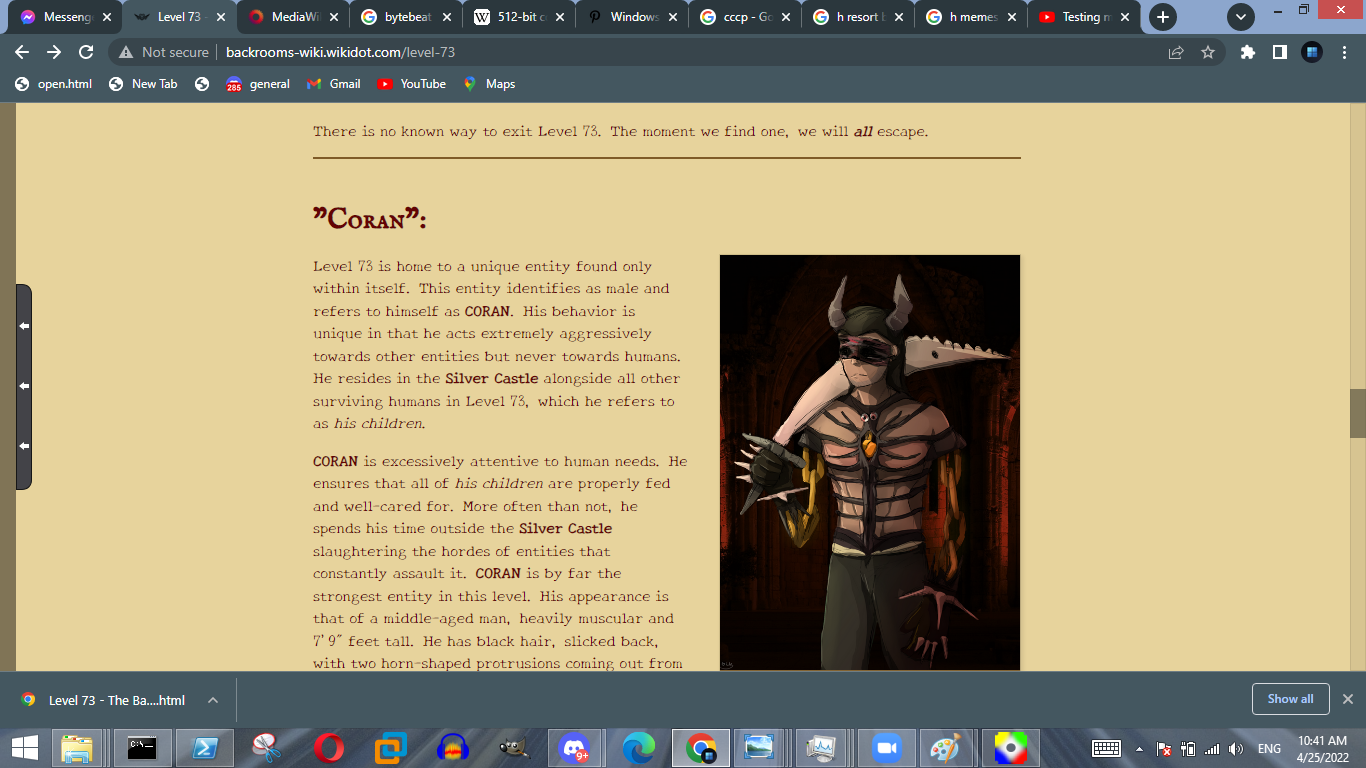 Messenge
Level 73 -
MediaWi
bytebeat
512-bit c
Windows
cccp - Go
h resort b
h memes
Testing m
Not secure
backrooms-wiki.wikidot.com/level-73
open.html
New Tab
285
general
Gmail
YouTube
Maps
There is no known way to exit Level 73. The moment we find one, we will all escape.
”Coran”:
Level 73 is home to a unique entity found only
within itself. This entity identifies as male and
refers to himself as CORAN. His behavior is
unique in that he acts extremely aggressively
towards other entities but never towards humans.
He resides in the Silver Castle alongside all other
surviving humans in Level 73, which he refers to
as his children.
CORAN is excessively attentive to human needs. He
ensures that all of his children are properly fed
and well-cared for. More often than not, he
spends his time outside the Silver Castle
slaughtering the hordes of entities that
constantly assault it. CORAN is by far the
strongest entity in this level. His appearance is
that of a middle-aged man, heavily muscular and
7'9″ feet tall. He has black hair, slicked back,
with two horn-shaped protrusions coming out from
Level 73 - The Ba....html
Show all
C:\_
9+
ENG
10:41 AM
4/25/2022